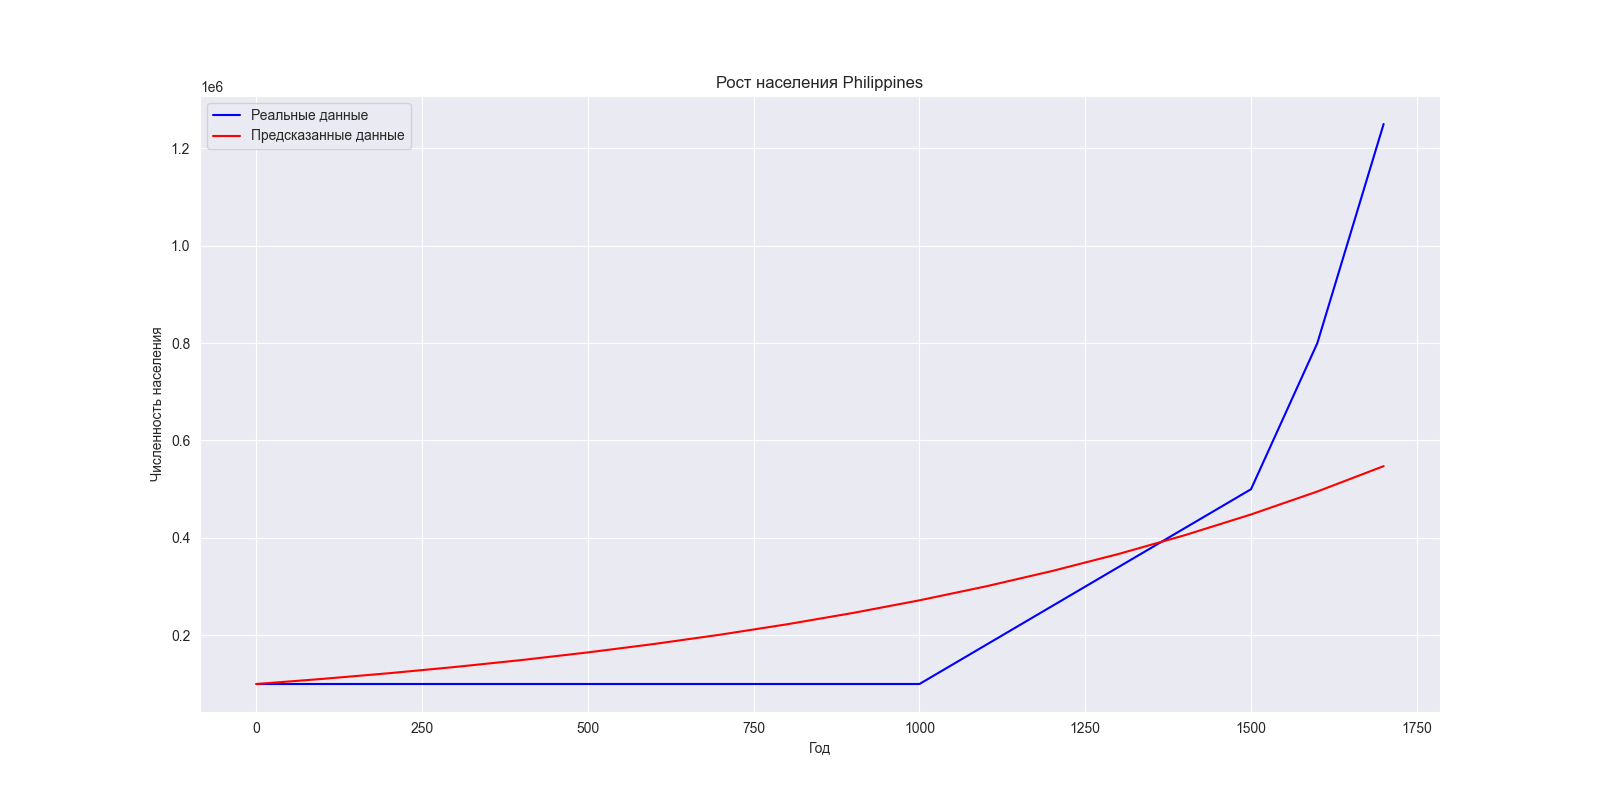 Рост населения Philippines
1e6
Реальные данные
Предсказанные данные
1.2
1.0
0.8
0.6
0.4
0.2
Численность населения
0 250 500 750 1000 1250 1500 1750
Год